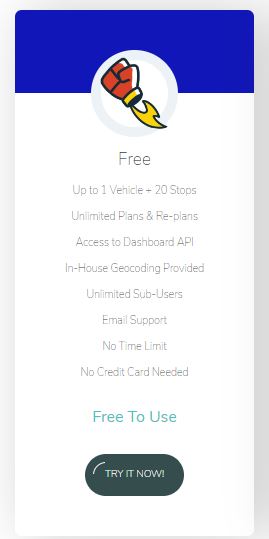 Free
Up to 1 Vehicle + 20 Stops
Unlimited Plans & Re-plans
Access to Dashboard API
In-House Geocoding Provided
Unlimited Sub-Users
Email Support
No Time Limit
No Credit Card Needed
Free To Use
TRY IT NOW!